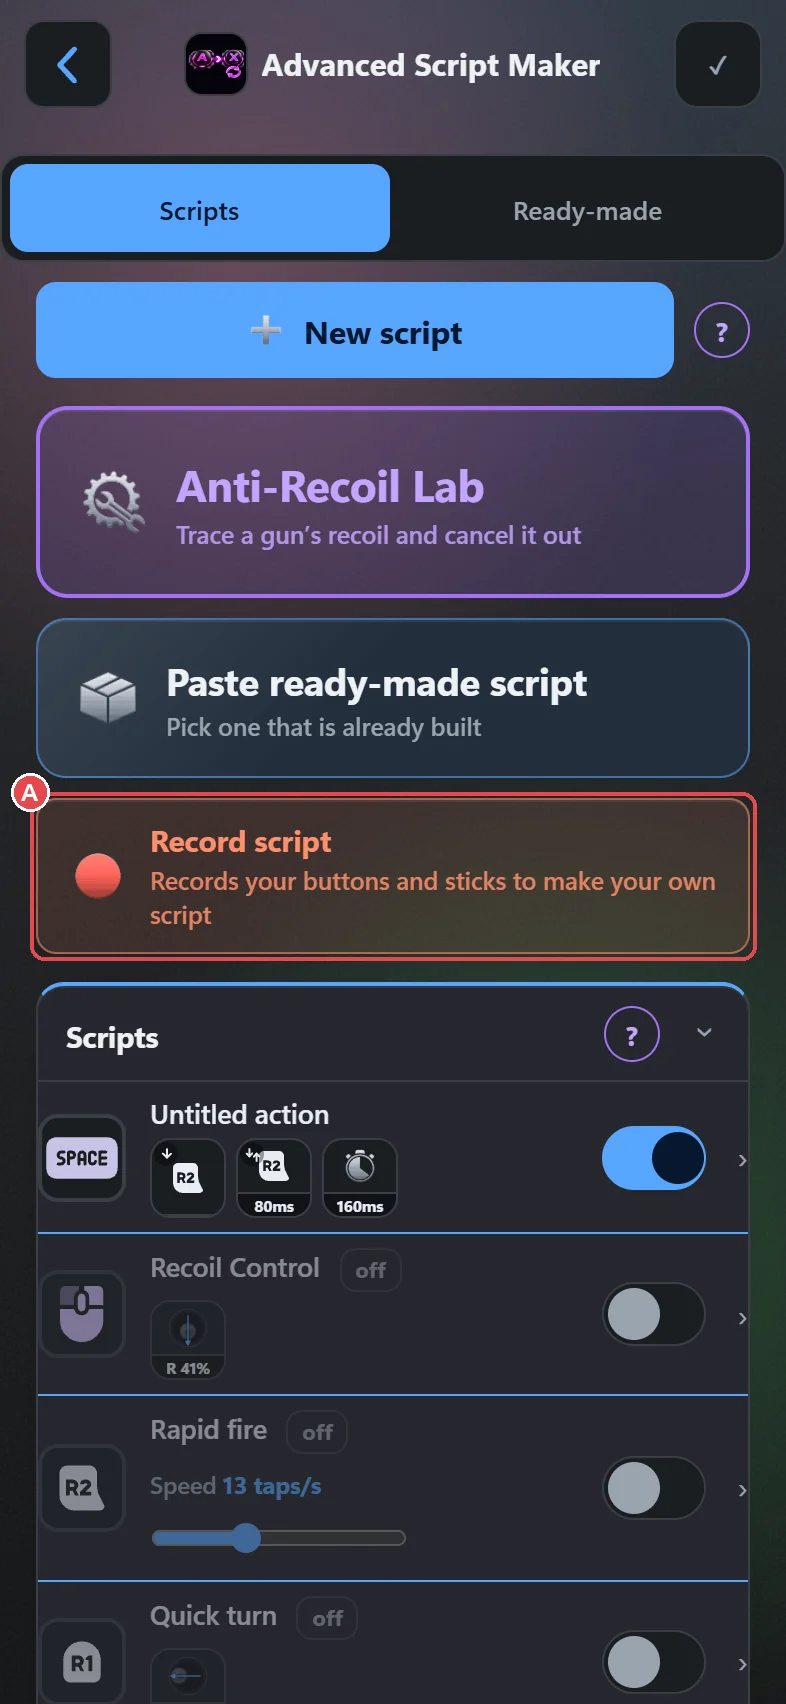 Advanced Script Maker
✓
Scripts
Ready-made
New script
?
Anti-Recoil Lab
Trace a gun’s recoil and cancel it out
Paste ready-made script
Pick one that is already built
A
Record script
Records your buttons and sticks to make your own
script
Scripts
?
SPACE
Untitled action
R2
R2
80ms
160ms
Recoil Control
off
R 41%
R2
Rapid fire
off
Speed 13 taps/s
R1
Quick turn
off